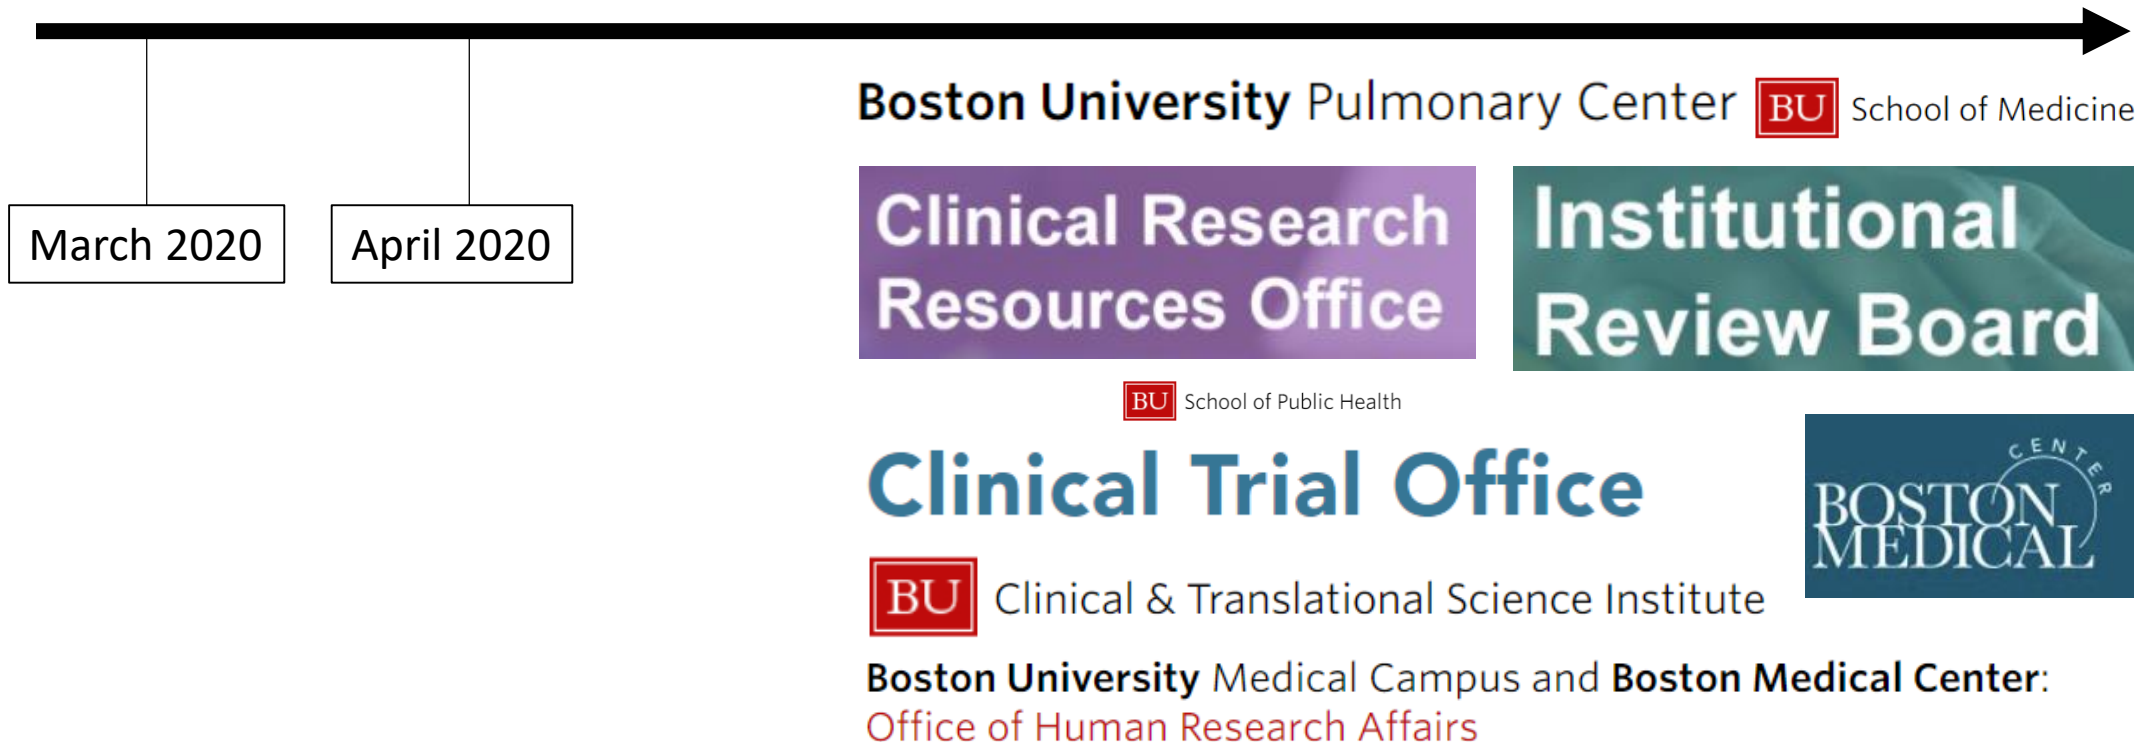 March 2020
April 2020
Boston University Pulmonary Center BU School of Medicine
Clinical Research
Resources Office
Institutional
Review Board
BU School of Public Health
Clinical Trial Office
BOSTON
MEDICAL
CENTER
BU Clinical & Translational Science Institute
Boston University Medical Campus and Boston Medical Center:
Office of Human Research Affairs